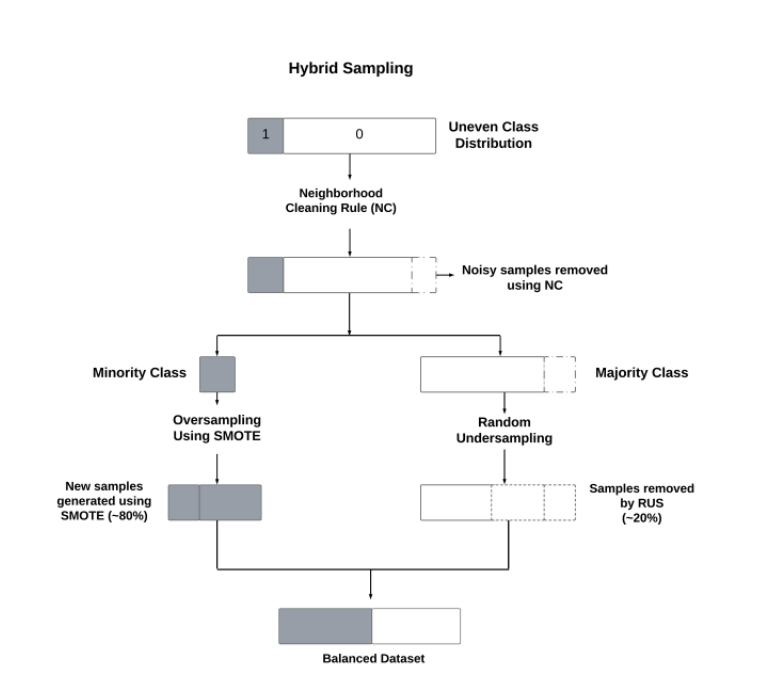 Hybrid Sampling
1
0
Uneven Class
Distribution
Neighborhood
Cleaning Rule (NC)
Noisy samples removed
using NC
Minority Class
Majority Class
Oversampling
Using SMOTE
Random
Undersampling
New samples
generated using
SMOTE (~80%)
Samples removed
by RUS
(~20%)
Balanced Dataset